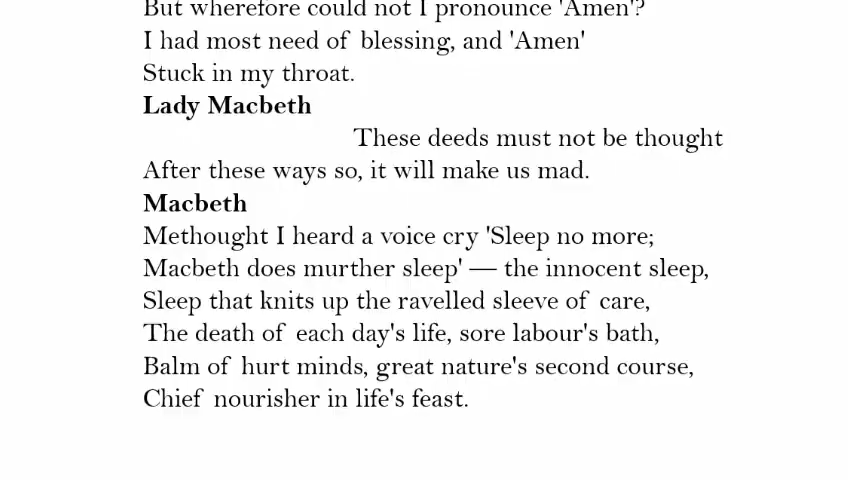 But wherefore could not I pronounce 'Amen'?
I had most need of blessing, and 'Amen'
Stuck in my throat.
Lady Macbeth
These deeds must not be thought
After these ways so, it will make us mad.
Macbeth
Methought I heard a voice cry 'Sleep no more;
Macbeth does murther sleep' — the innocent sleep,
Sleep that knits up the ravelled sleeve of care,
The death of each day's life, sore labour's bath,
Balm of hurt minds, great nature's second course,
Chief nourisher in life's feast.